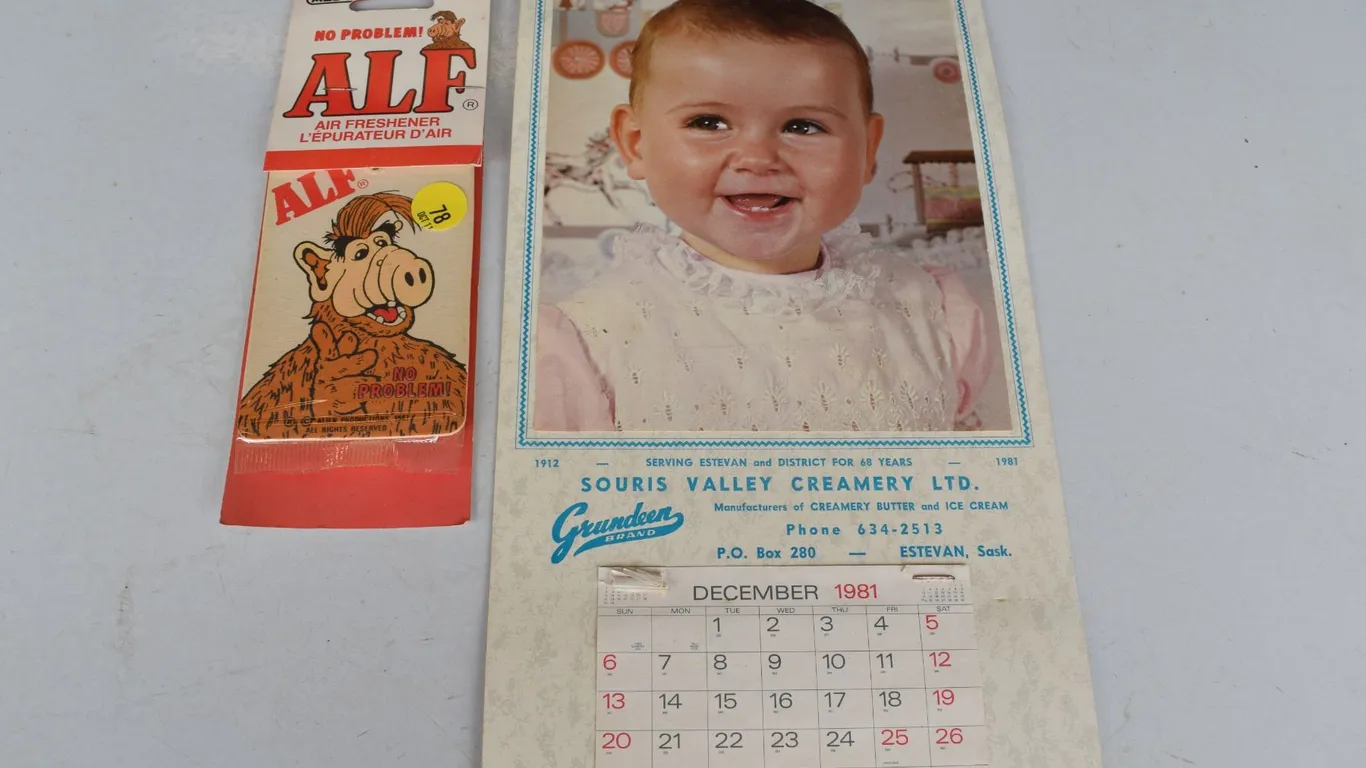 NO PROBLEM!
ALF®
AIR FRESHENER
L'ÉPURATEUR D'AIR
ALF®
78
OCT 11
NO
PROBLEM!
ALIEN PRODUCTIONS
ALL RIGHTS RESERVED
1912 — SERVING ESTEVAN and DISTRICT FOR 68 YEARS — 1981
SOURIS VALLEY CREAMERY LTD.
Grundeen
BRAND
Manufacturers of CREAMERY BUTTER and ICE CREAM
Phone 634-2513
P.O. Box 280 — ESTEVAN, Sask.
DECEMBER 1981
SUN MON TUE WED THU FRI SAT
1 2 3 4 5
6 7 8 9 10 11 12
13 14 15 16 17 18 19
20 21 22 23 24 25 26